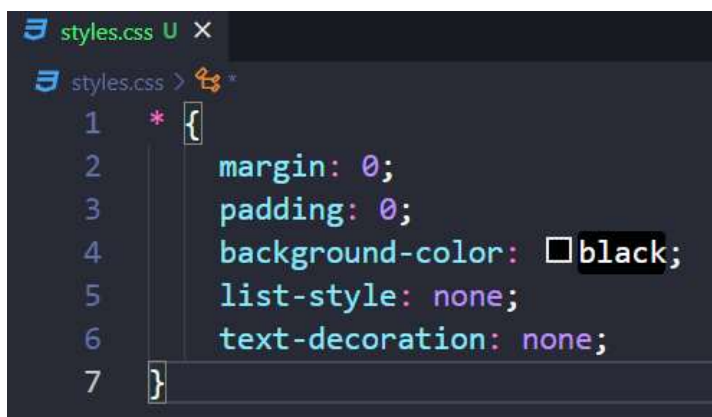 styles.css U X
styles.css > *
1 * {
2 margin: 0;
3 padding: 0;
4 background-color: black;
5 list-style: none;
6 text-decoration: none;
7 }